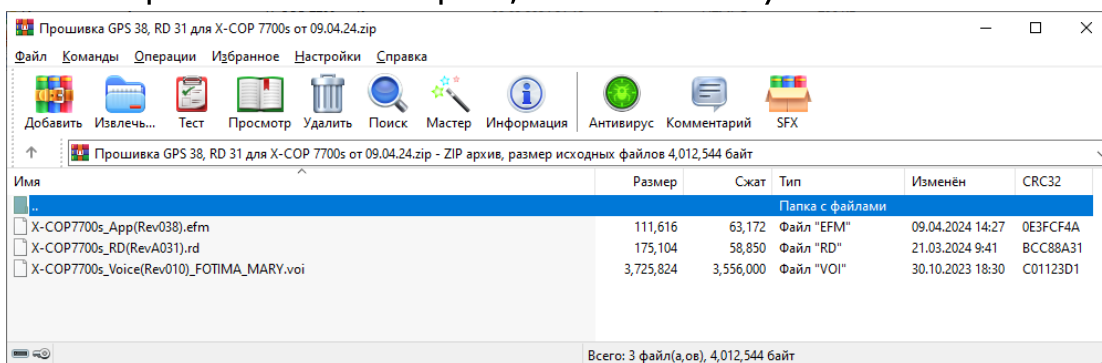 Прошивка GPS 38, RD 31 для X-COP 7700s от 09.04.24.zip
Файл Команды Операции Избранное Настройки Справка
Добавить Извлечь... Тест Просмотр Удалить Поиск Мастер Информация Антивирус Комментарий SFX
Прошивка GPS 38, RD 31 для X-COP 7700s от 09.04.24.zip - ZIP архив, размер исходных файлов 4,012,544 байт
Имя Размер Сжат Тип Изменён CRC32
.. Папка с файлами
X-COP7700s_App(Rev038).efm 111,616 63,172 Файл "EFM" 09.04.2024 14:27 0E3FCF4A
X-COP7700s_RD(RevA031).rd 175,104 58,850 Файл "RD" 21.03.2024 9:41 BCC88A31
X-COP7700s_Voice(Rev010)_FOTIMA_MARY.voi 3,725,824 3,556,000 Файл "VOI" 30.10.2023 18:30 C01123D1
Всего: 3 файл(а,ов), 4,012,544 байт